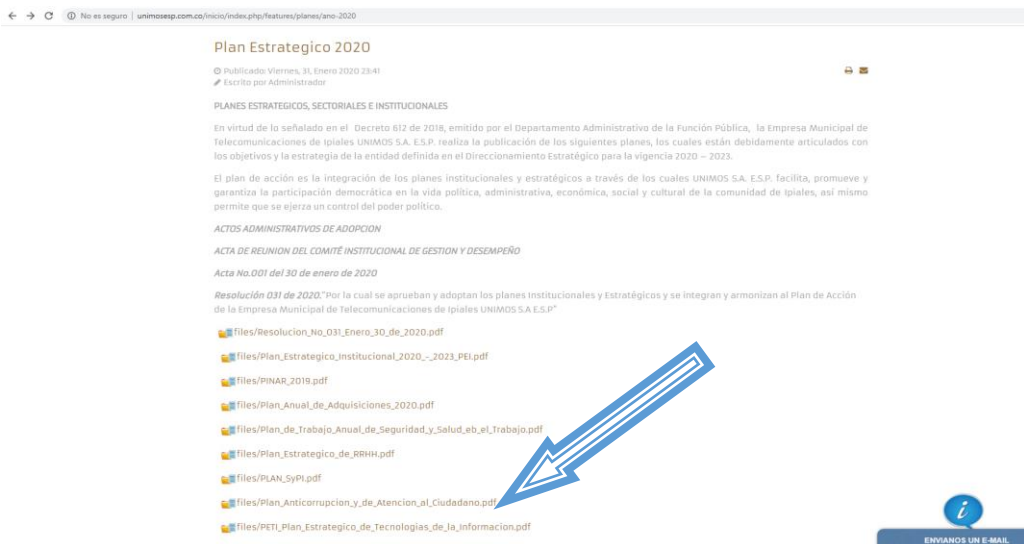 No es seguro | unimosesp.com.co/inicio/index.php/features/planes/ano-2020
Plan Estrategico 2020
Publicado: Viernes, 31, Enero 2020 23:41
Escrito por Administrador
PLANES ESTRATEGICOS, SECTORIALES E INSTITUCIONALES
En virtud de lo señalado en el Decreto 612 de 2018, emitido por el Departamento Administrativo de la Función Pública, la Empresa Municipal de
Telecomunicaciones de Ipiales UNIMOS S.A. E.S.P. realiza la publicación de los siguientes planes, los cuales están debidamente articulados con
los objetivos y la estrategia de la entidad definida en el Direccionamiento Estratégico para la vigencia 2020 – 2023.
El plan de acción es la integración de los planes institucionales y estratégicos a través de los cuales UNIMOS S.A. E.S.P. facilita, promueve y
garantiza la participación democrática en la vida política, administrativa, económica, social y cultural de la comunidad de Ipiales, así mismo
permite que se ejerza un control del poder político.
ACTOS ADMINISTRATIVOS DE ADOPCION
ACTA DE REUNION DEL COMITÉ INSTITUCIONAL DE GESTION Y DESEMPEÑO
Acta No.001 del 30 de enero de 2020
Resolución 031 de 2020."Por la cual se aprueban y adoptan los planes Institucionales y Estratégicos y se integran y armonizan al Plan de Acción
de la Empresa Municipal de Telecomunicaciones de Ipiales UNIMOS S.A E.S.P"
files/Resolucion_No_031_Enero_30_de_2020.pdf
files/Plan_Estrategico_Institucional_2020_-_2023_PEI.pdf
files/PINAR_2019.pdf
files/Plan_Anual_de_Adquisiciones_2020.pdf
files/Plan_de_Trabajo_Anual_de_Seguridad_y_Salud_eb_el_Trabajo.pdf
files/Plan_Estrategico_de_RRHH.pdf
files/PLAN_SyPI.pdf
files/Plan_Anticorrupcion_y_de_Atencion_al_Ciudadano.pdf
files/PETI_Plan_Estrategico_de_Tecnologias_de_la_Informacion.pdf
ENVIANOS UN E-MAIL